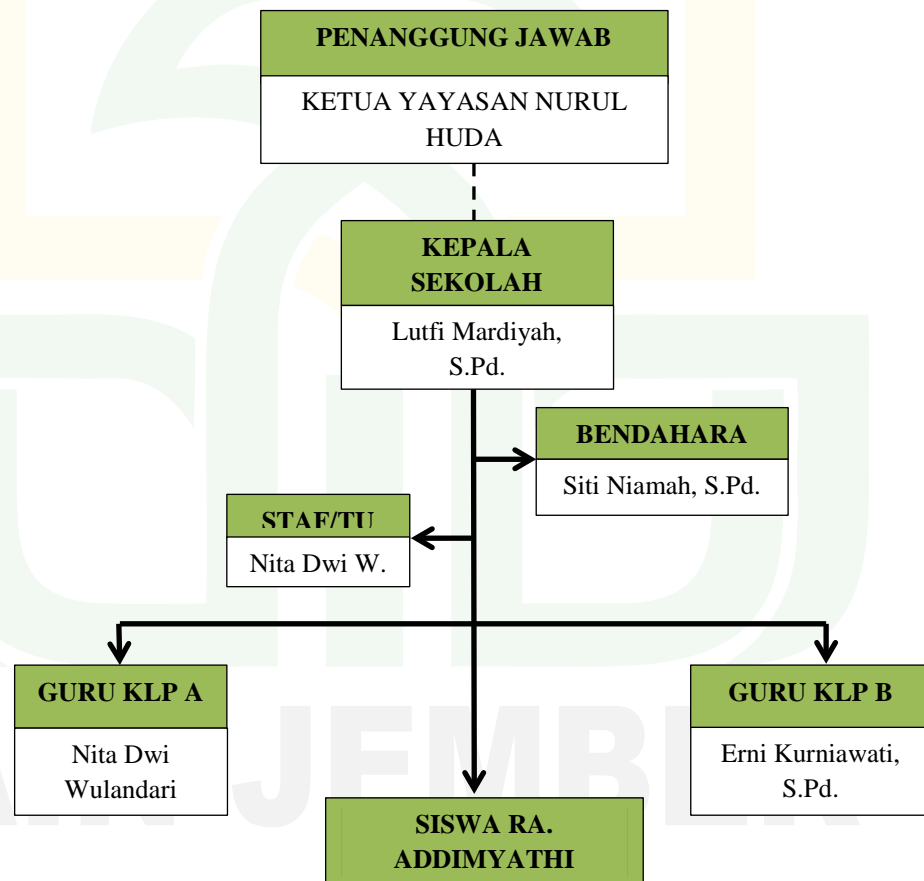 PENANGGUNG JAWAB
KETUA YAYASAN NURUL
HUDA
KEPALA
SEKOLAH
Lutfi Mardiyah,
S.Pd.
BENDAHARA
Siti Niamah, S.Pd.
STAF/TU
Nita Dwi W.
GURU KLP A
Nita Dwi
Wulandari
GURU KLP B
Erni Kurniawati,
S.Pd.
SISWA RA.
ADDIMYATHI
JEMBER